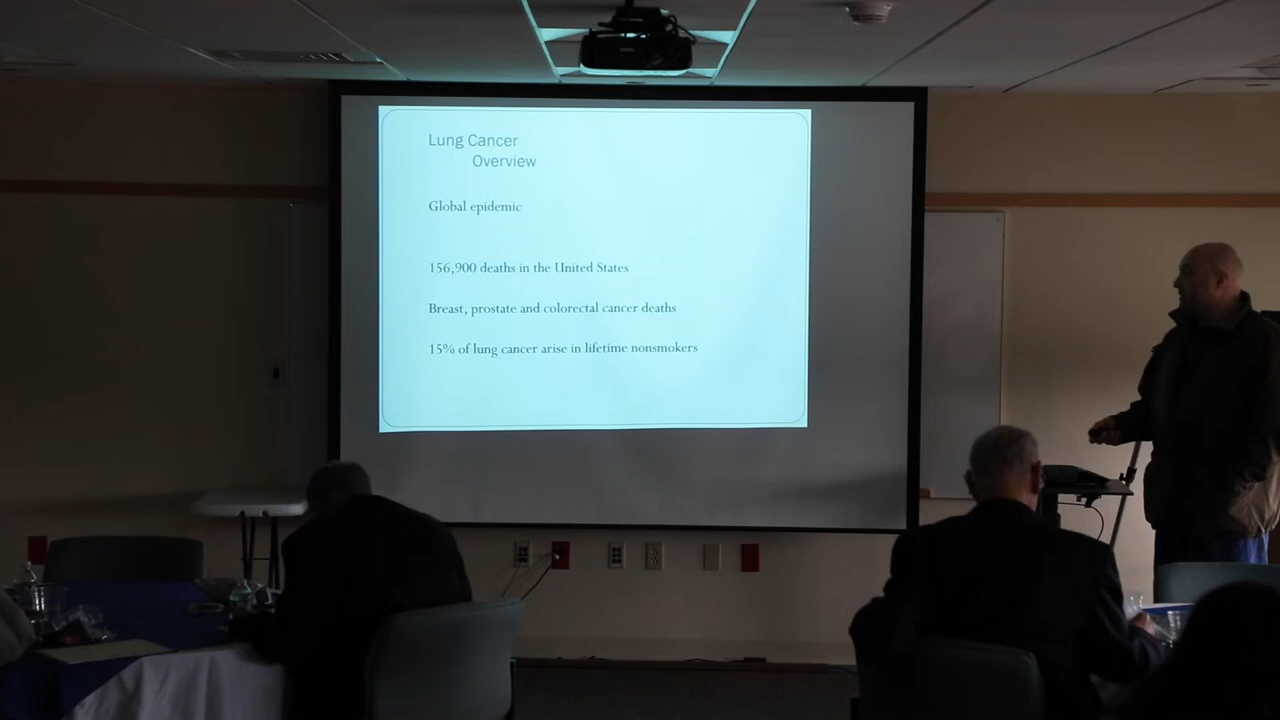 Lung Cancer
Overview
Global epidemic
156,900 deaths in the United States
Breast, prostate and colorectal cancer deaths
15% of lung cancer arise in lifetime nonsmokers